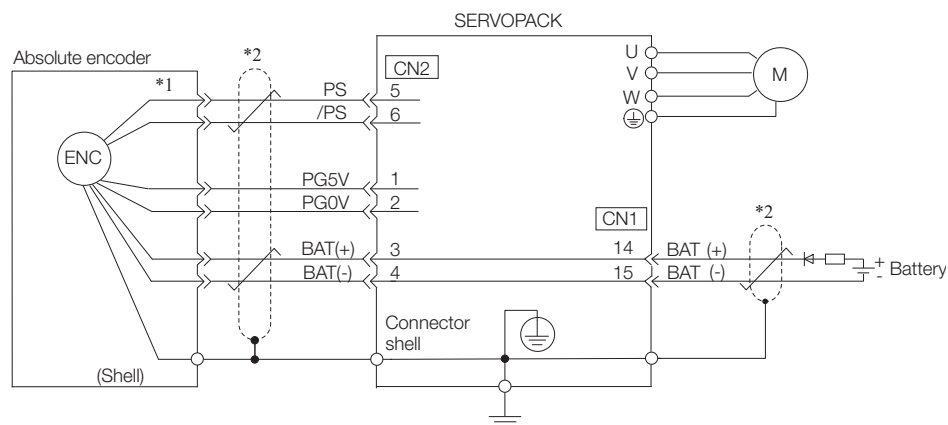 SERVOPACK
Absolute encoder
*1
*2
CN2
U
V
W
M
PS
5
/PS
6
ENC
PG5V
1
PG0V
2
CN1
*2
BAT(+)
3
14
BAT (+)
BAT(-)
4
15
BAT (-)
+
-
Battery
Connector
shell
(Shell)